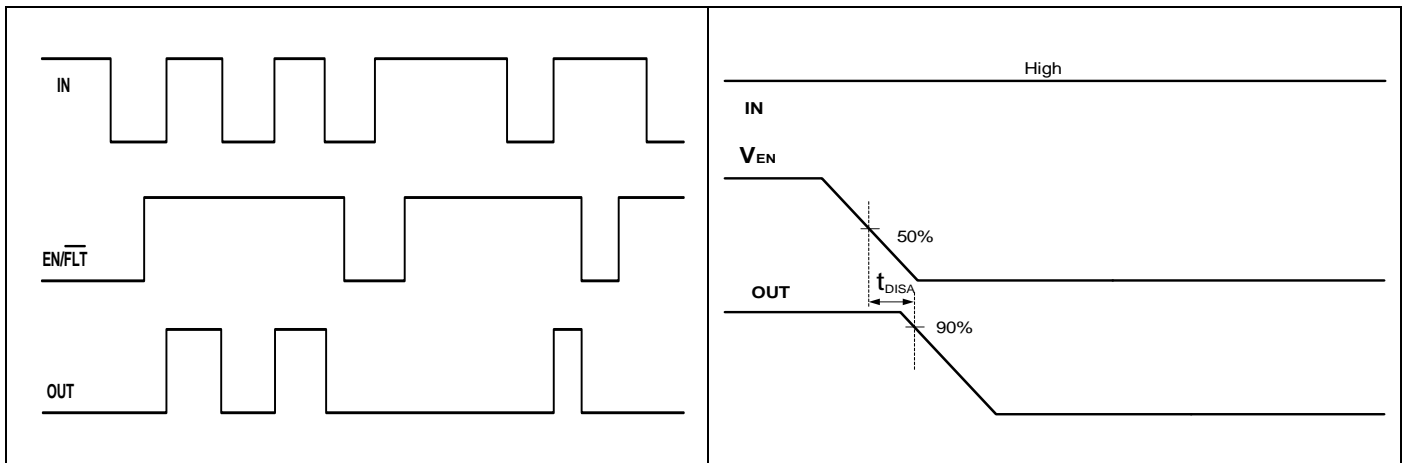 IN
EN/FLT
OUT
High
IN
VEN
50%
OUT
tDISA
90%